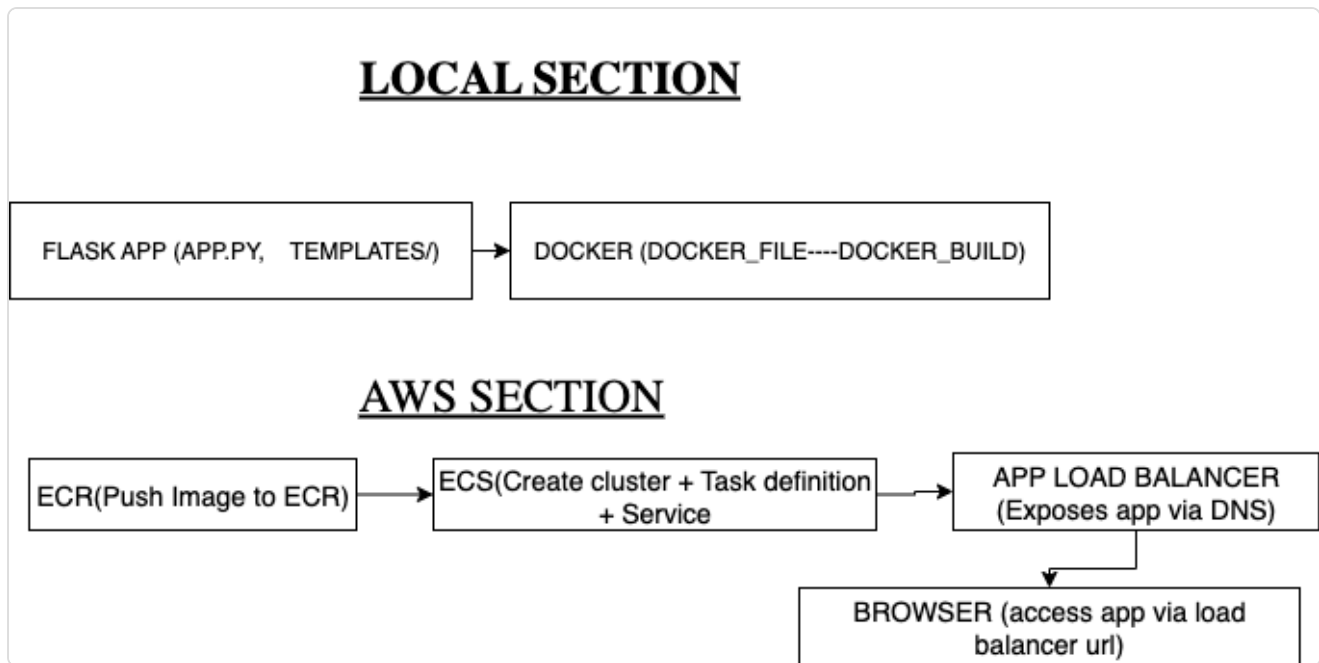 LOCAL SECTION
FLASK APP (APP.PY, TEMPLATES/)
DOCKER (DOCKER_FILE----DOCKER_BUILD)
AWS SECTION
ECR(Push Image to ECR)
ECS(Create cluster + Task definition
+ Service
APP LOAD BALANCER
(Exposes app via DNS)
BROWSER (access app via load
balancer url)